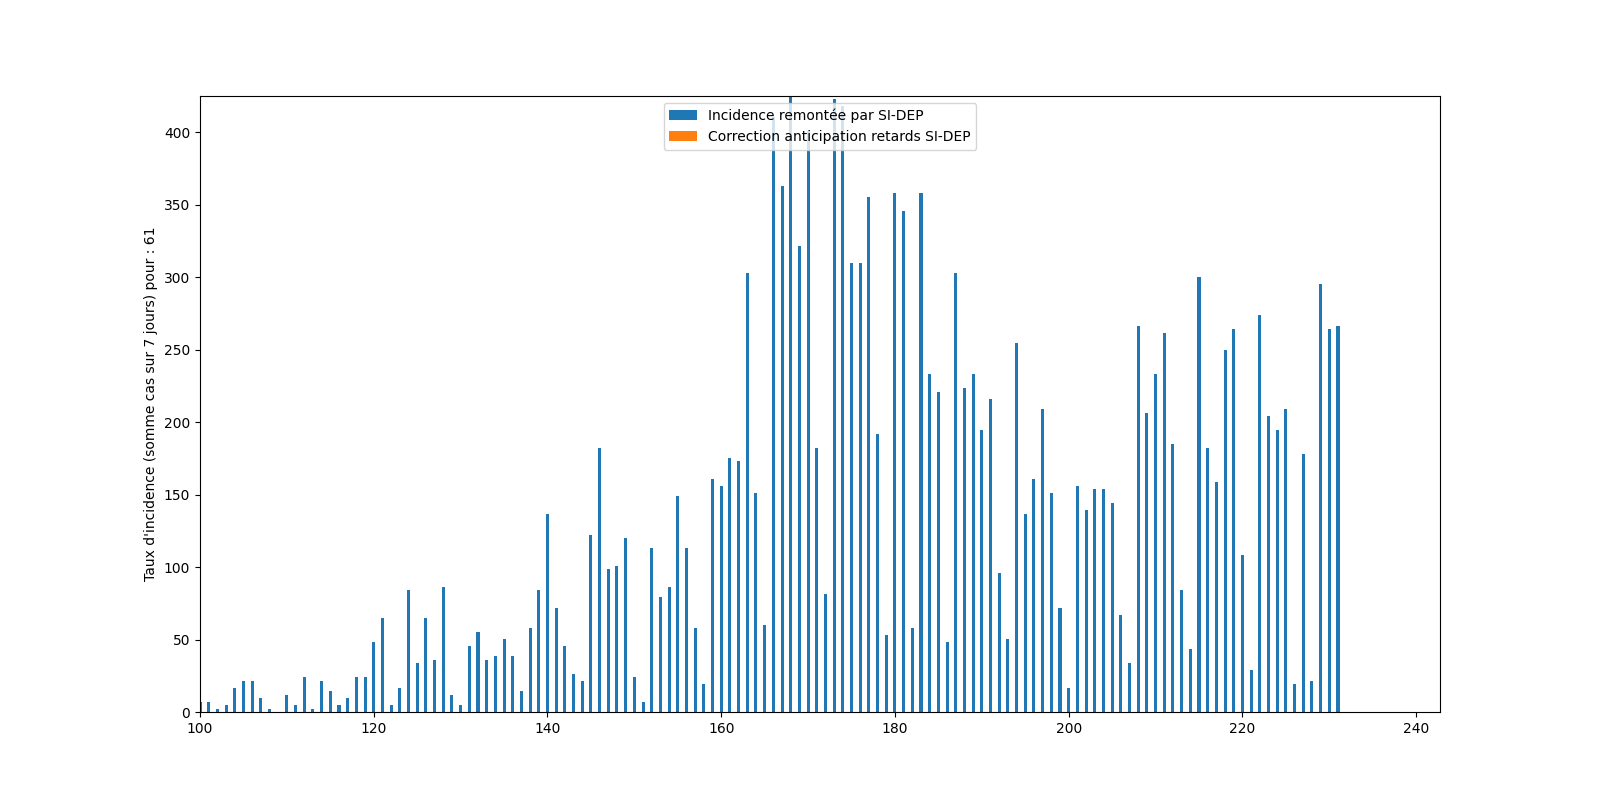 Incidence remontée par SI-DEP
Correction anticipation retards SI-DEP
Taux d'incidence (somme cas sur 7 jours) pour : 61
400
350
300
250
200
150
100
50
0
100 120 140 160 180 200 220 240